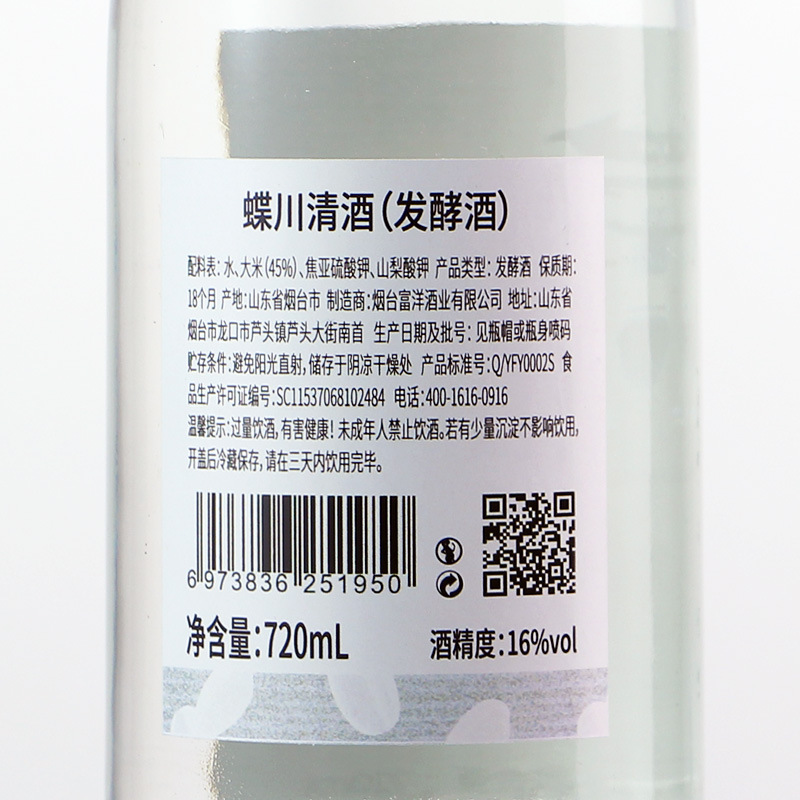 蝶川清酒(发酵酒)
配料表:水、大米(45%)、焦亚硫酸钾、山梨酸钾 产品类型:发酵酒 保质期:
18个月 产地:山东省烟台市 制造商:烟台富洋酒业有限公司 地址:山东省
烟台市龙口市芦头镇芦头大街南首 生产日期及批号:见瓶帽或瓶身喷码
贮存条件:避免阳光直射,储存于阴凉干燥处 产品标准号:Q/YFY0002S 食
品生产许可证编号:SC11537068102484 电话:400-1616-0916
温馨提示:过量饮酒,有害健康!未成年人禁止饮酒。若有少量沉淀不影响饮用,
开盖后冷藏保存,请在三天内饮用完毕。
6 973836 251950
净含量:720mL 酒精度:16%vol